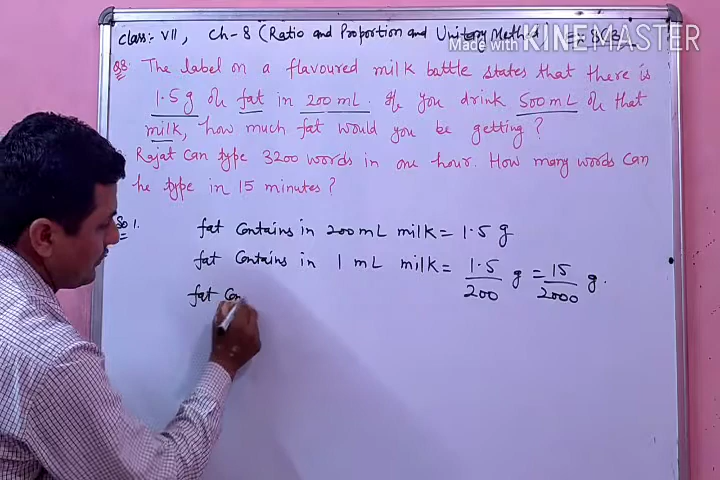 Class:- VII, Ch-8 (Ratio and Proportion and Unitary Method)
Made with KINEMASTER
Q8. The label on a flavoured milk bottle states that there is
1.5 g of fat in 200 mL. If you drink 500 mL of that
milk, how much fat would you be getting?
Rajat can type 3200 words in one hour. How many words can
he type in 15 minutes?
Sol. fat Contains in 200 mL milk = 1.5 g
fat Contains in 1 mL milk = 1.5/200 g = 15/2000 g.
fat Con